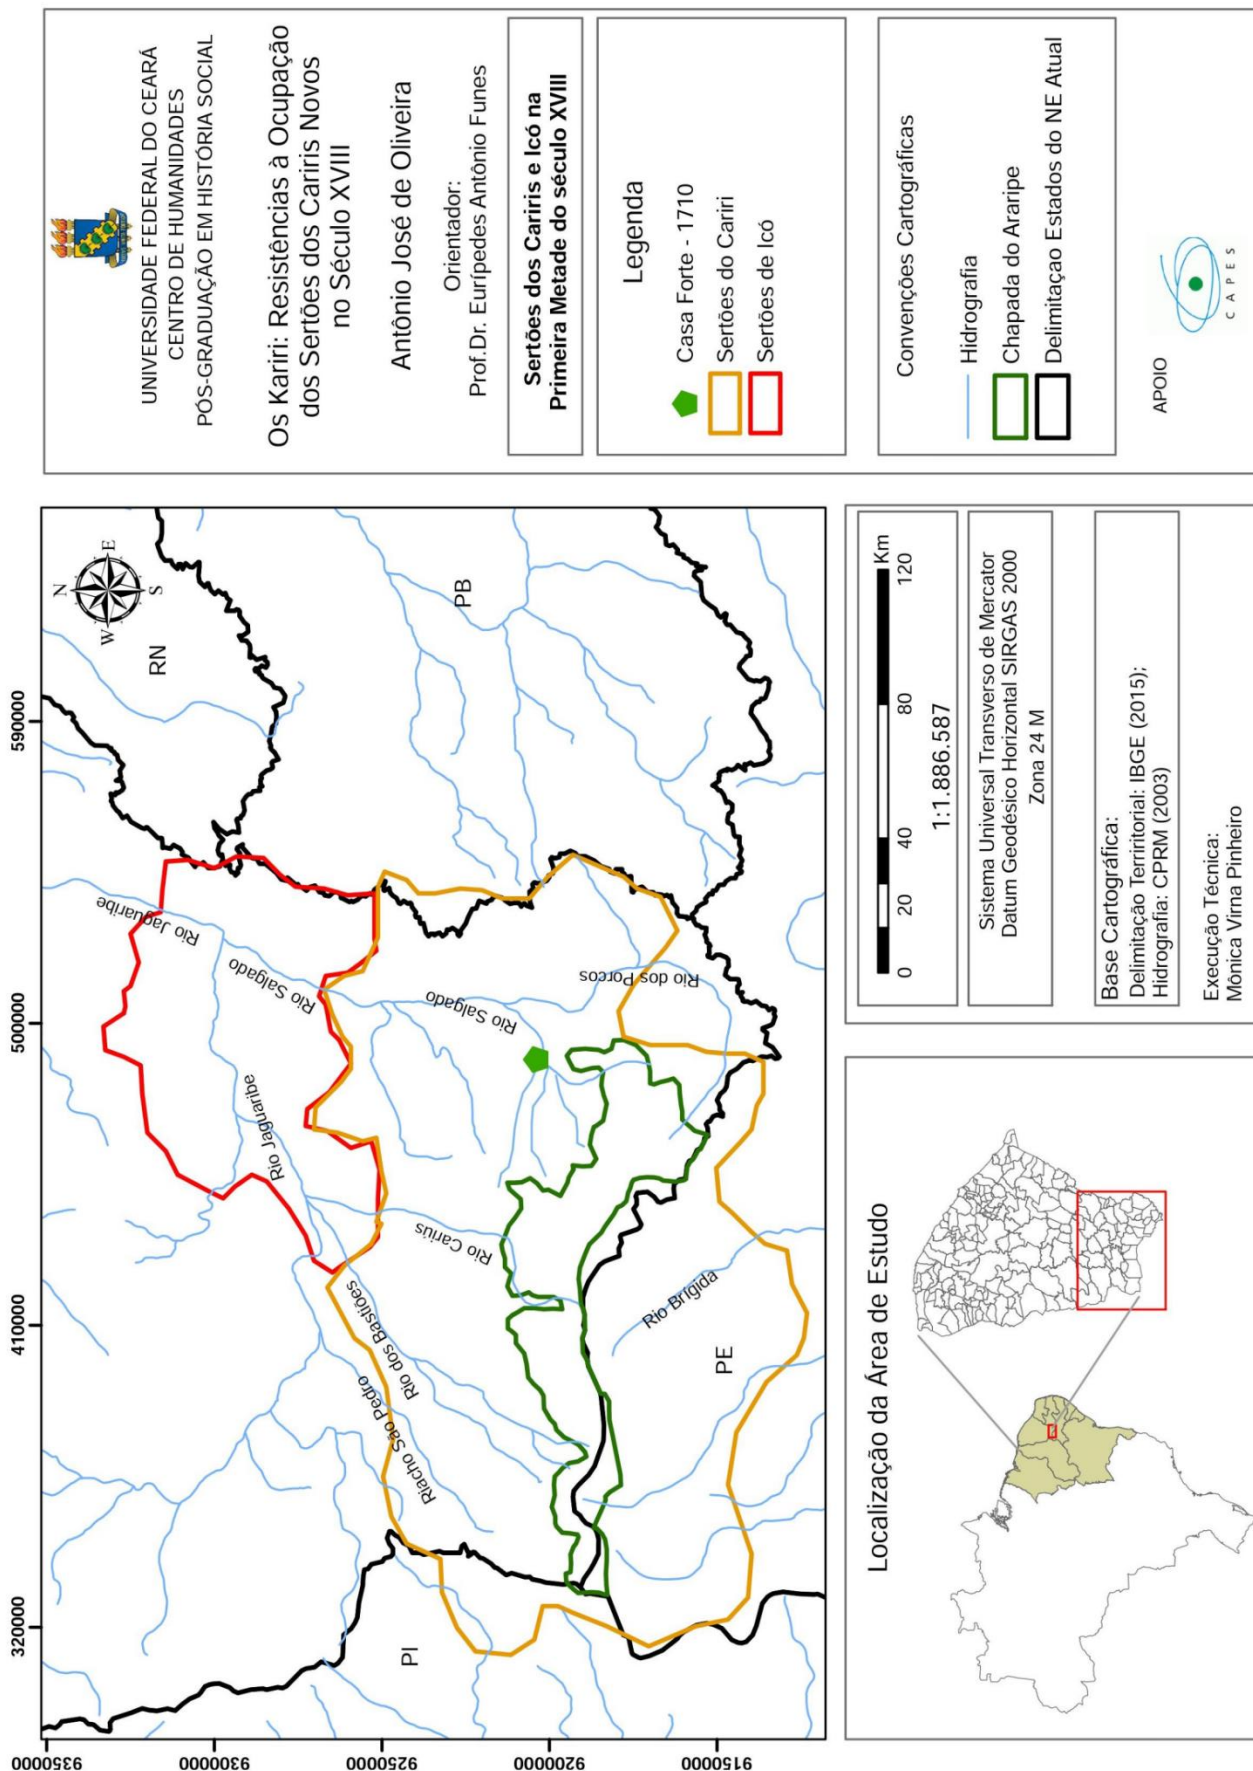 UNIVERSIDADE FEDERAL DO CEARÁ
CENTRO DE HUMANIDADES
PÓS-GRADUAÇÃO EM HISTÓRIA SOCIAL
Os Kariri: Resistências à Ocupação
dos Sertões dos Cariris Novos
no Século XVIII
Antônio José de Oliveira
Orientador:
Prof.Dr. Eurípedes Antônio Funes
Sertões dos Cariris e Icó na
Primeira Metade do século XVIII
Legenda
Casa Forte - 1710
Sertões do Cariri
Sertões de Icó
Convenções Cartográficas
Hidrografia
Chapada do Araripe
Delimitaçao Estados do NE Atual
APOIO
CAPES
320000
410000
500000
590000
9350000
9300000
9250000
9200000
9150000
N
W
E
S
RN
PB
PI
PE
Rio Jaguaribe
Rio Salgado
Rio Jaguaribe
Rio Salgado
Rio dos Porcos
Rio Cariús
Rio dos Bastiões
Riacho São Pedro
Rio Brígida
0 20 40 80 120
Km
1:1.886.587
Sistema Universal Transverso de Mercator
Datum Geodésico Horizontal SIRGAS 2000
Zona 24 M
Base Cartográfica:
Delimitação Terriritorial: IBGE (2015);
Hidrografia: CPRM (2003)
Execução Técnica:
Mônica Virna Pinheiro
Localização da Área de Estudo